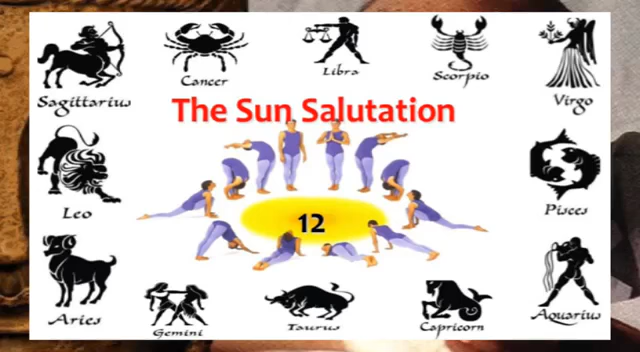 Sagittarius
Cancer
Libra
Scorpio
Virgo
The Sun Salutation
Leo
12
Pisces
Aries
Gemini
Taurus
Capricorn
Aquarius